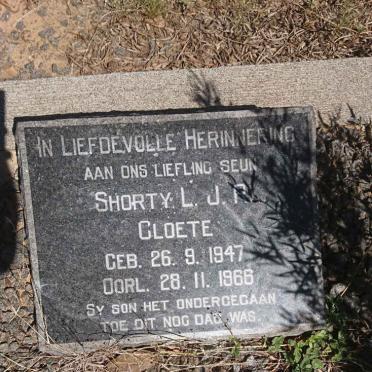 IN LIEFDEVOLLE HERINNERING
AAN ONS LIEFLING SEUN
SHORTY L. J. R.
CLOETE
GEB. 26. 9. 1947
OORL. 28. 11. 1966
SY SON HET ONDERGEGAAN
TOE DIT NOG DAG WAS.